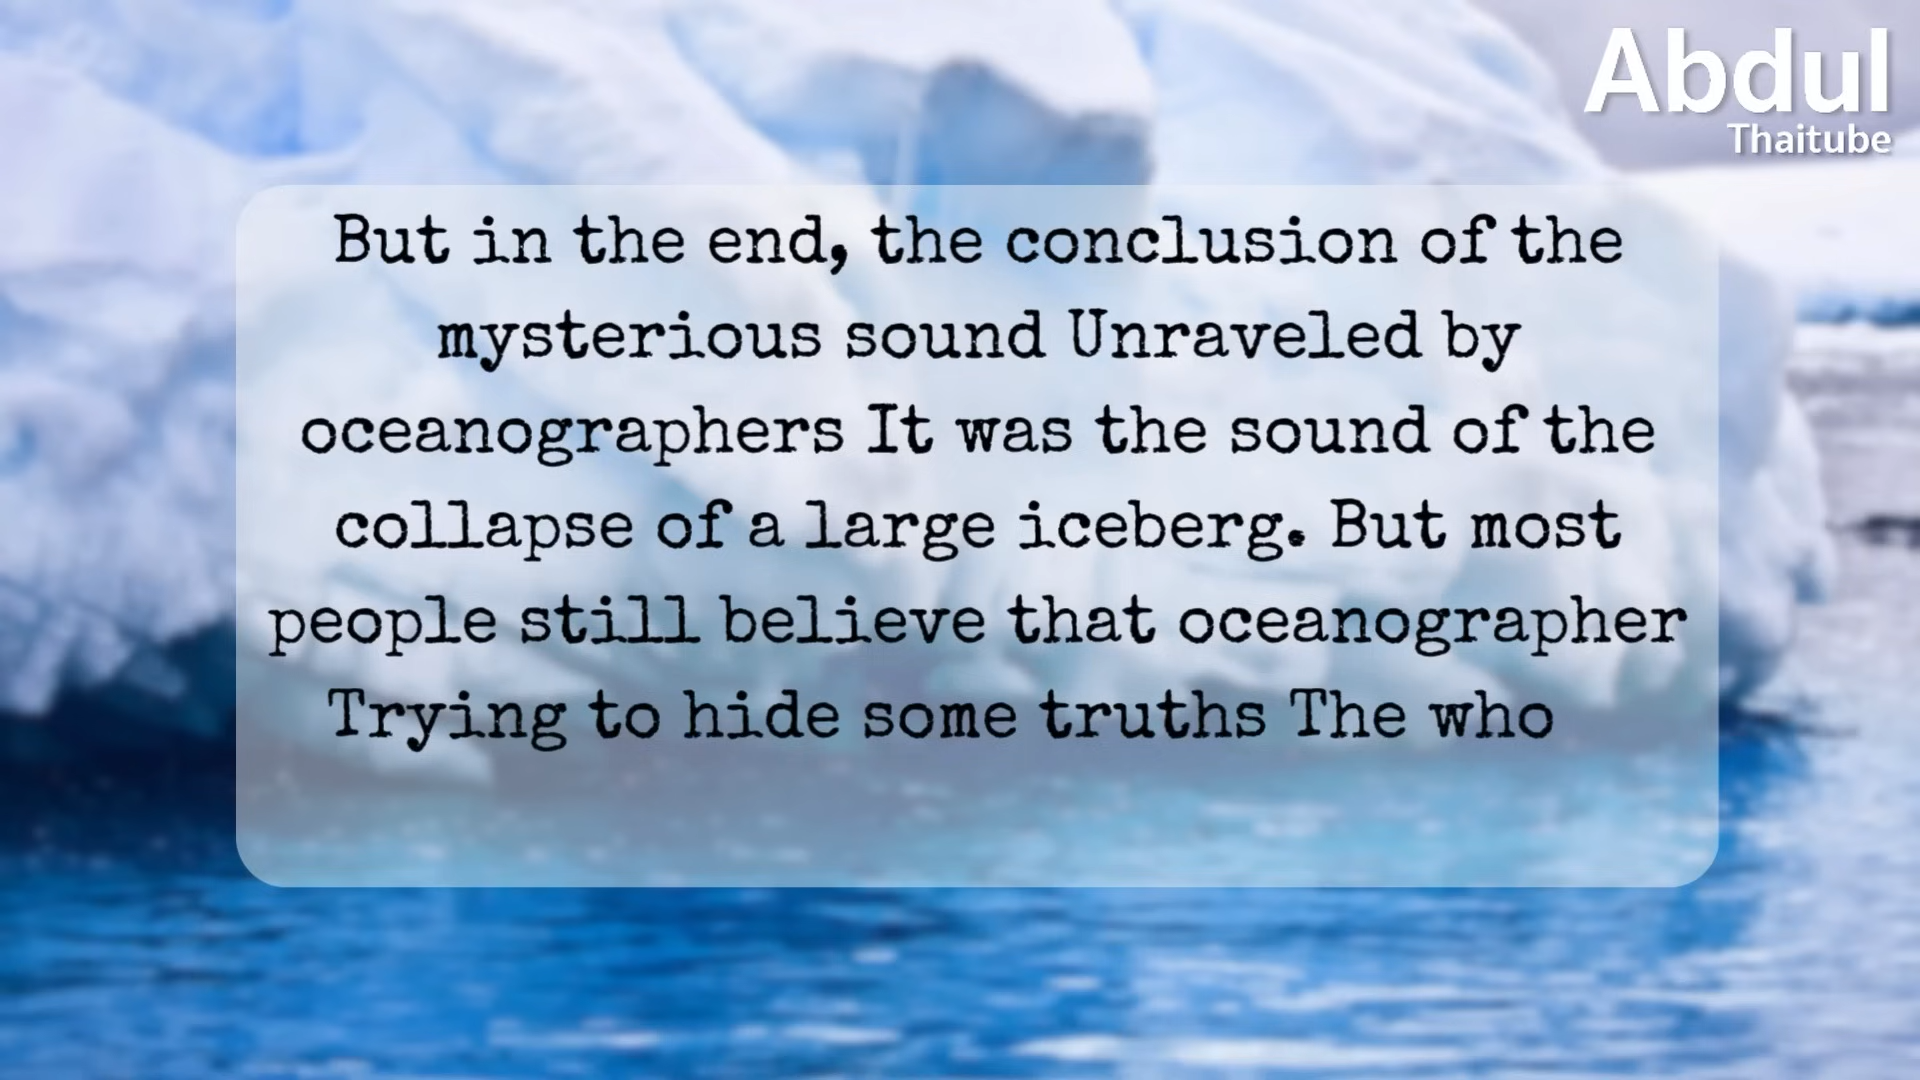 Abdul
Thaitube
But in the end, the conclusion of the
mysterious sound Unraveled by
oceanographers It was the sound of the
collapse of a large iceberg. But most
people still believe that oceanographer
Trying to hide some truths The who